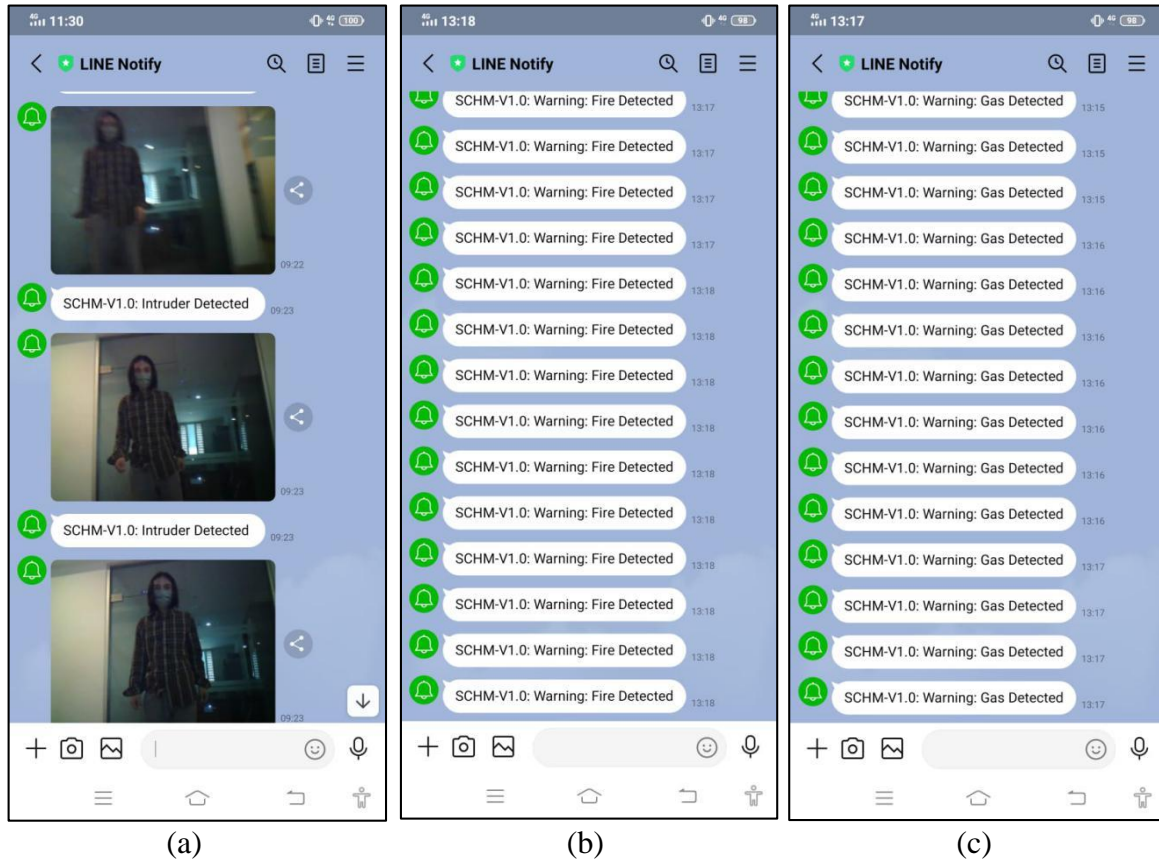 11:30
4G
100
LINE Notify
09:22
SCHM-V1.0: Intruder Detected
09:23
09:23
SCHM-V1.0: Intruder Detected
09:23
09:23
(a)
4G
13:18
4G
98
LINE Notify
SCHM-V1.0: Warning: Fire Detected 13:17
SCHM-V1.0: Warning: Fire Detected 13:17
SCHM-V1.0: Warning: Fire Detected 13:17
SCHM-V1.0: Warning: Fire Detected 13:17
SCHM-V1.0: Warning: Fire Detected 13:18
SCHM-V1.0: Warning: Fire Detected 13:18
SCHM-V1.0: Warning: Fire Detected 13:18
SCHM-V1.0: Warning: Fire Detected 13:18
SCHM-V1.0: Warning: Fire Detected 13:18
SCHM-V1.0: Warning: Fire Detected 13:18
SCHM-V1.0: Warning: Fire Detected 13:18
SCHM-V1.0: Warning: Fire Detected 13:18
SCHM-V1.0: Warning: Fire Detected 13:18
SCHM-V1.0: Warning: Fire Detected 13:18
(b)
4G
13:17
4G
98
LINE Notify
SCHM-V1.0: Warning: Gas Detected 13:15
SCHM-V1.0: Warning: Gas Detected 13:15
SCHM-V1.0: Warning: Gas Detected 13:15
SCHM-V1.0: Warning: Gas Detected 13:16
SCHM-V1.0: Warning: Gas Detected 13:16
SCHM-V1.0: Warning: Gas Detected 13:16
SCHM-V1.0: Warning: Gas Detected 13:16
SCHM-V1.0: Warning: Gas Detected 13:16
SCHM-V1.0: Warning: Gas Detected 13:16
SCHM-V1.0: Warning: Gas Detected 13:16
SCHM-V1.0: Warning: Gas Detected 13:17
SCHM-V1.0: Warning: Gas Detected 13:17
SCHM-V1.0: Warning: Gas Detected 13:17
SCHM-V1.0: Warning: Gas Detected 13:17
(c)